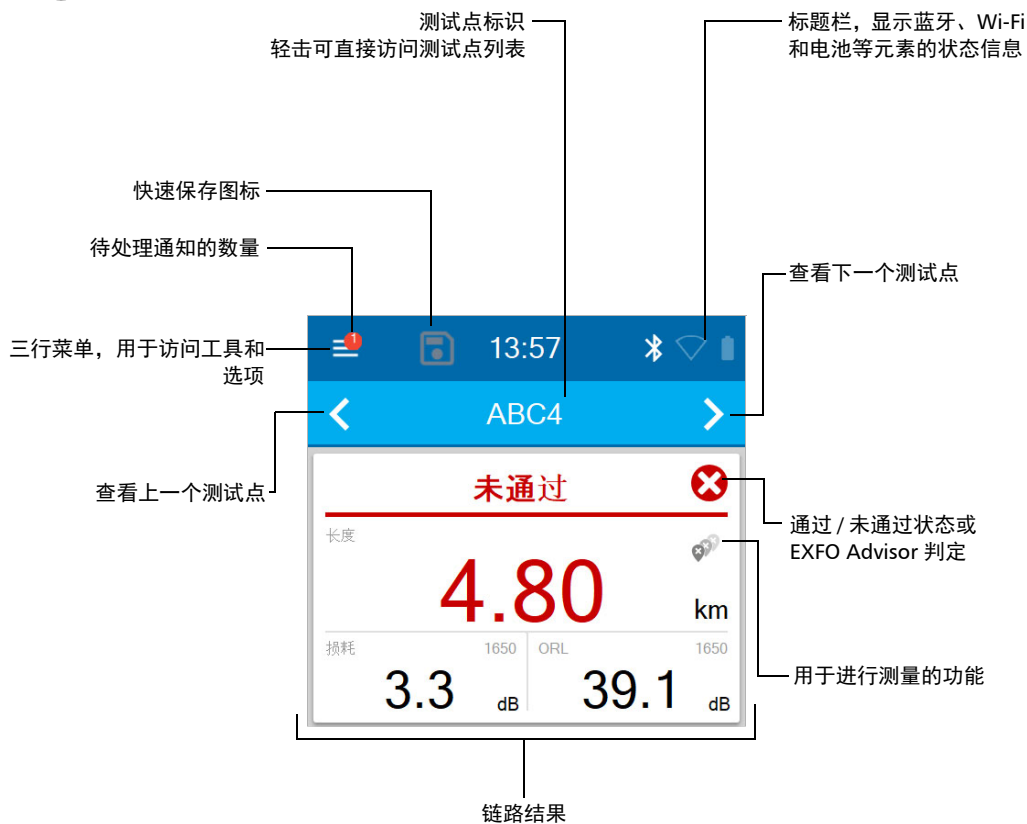 测试点标识
轻击可直接访问测试点列表
标题栏，显示蓝牙、Wi-Fi
和电池等元素的状态信息
快速保存图标
待处理通知的数量
查看下一个测试点
三行菜单，用于访问工具和
选项
1
13:57
ABC4
查看上一个测试点
未通过
通过 / 未通过状态或
EXFO Advisor 判定
长度
4.80 km
损耗 1650 ORL 1650
3.3 dB 39.1 dB
用于进行测量的功能
链路结果